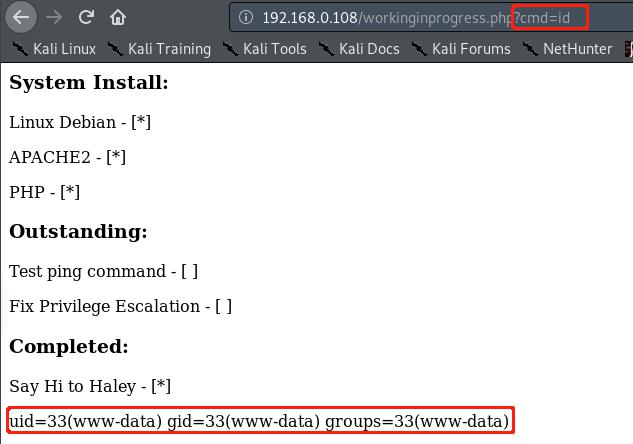 192.168.0.108/workinginprogress.php?cmd=id
Kali Linux Kali Training Kali Tools Kali Docs Kali Forums NetHunter
System Install:
Linux Debian - [*]
APACHE2 - [*]
PHP - [*]
Outstanding:
Test ping command - [ ]
Fix Privilege Escalation - [ ]
Completed:
Say Hi to Haley - [*]
uid=33(www-data) gid=33(www-data) groups=33(www-data)